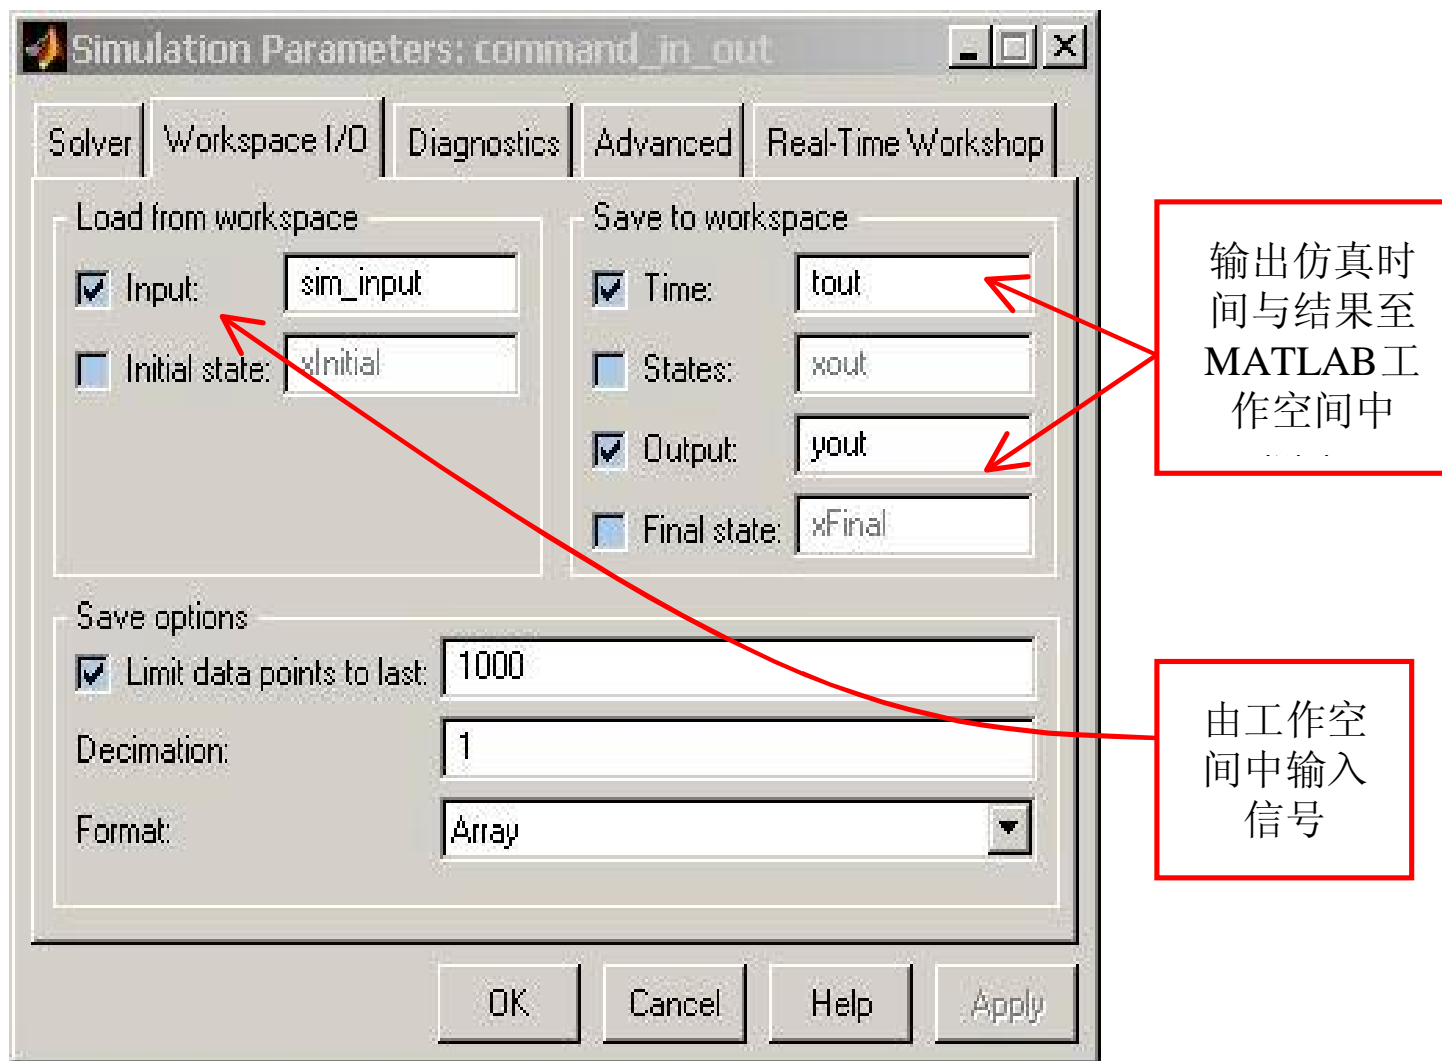 Simulation Parameters: command_in_out
Solver
Workspace I/O
Diagnostics
Advanced
Real-Time Workshop
Load from workspace
Input:
sim_input
Initial state:
xInitial
Save to workspace
Time:
tout
States:
xout
Output:
yout
Final state:
xFinal
Save options
Limit data points to last:
1000
Decimation:
1
Format:
Array
OK
Cancel
Help
Apply
输出仿真时
间与结果至
MATLAB工
作空间中
由工作空
间中输入
信号